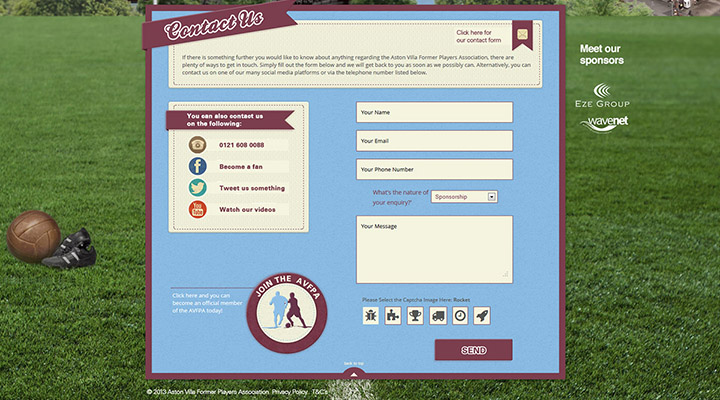 Contact Us
Click here for
our contact form
If there is something further you would like to know about anything regarding the Aston Villa Former Players Association, there are
plenty of ways to get in touch. Simply fill out the form below and we will get back to you as soon as we possibly can. Alternatively, you can
contact us on one of our many social media platforms or via the telephone number listed below.
Meet our
sponsors
EZE GROUP
wavenet
You can also contact us
on the following:
0121 608 0088
Become a fan
Tweet us something
You Tube
Watch our videos
Your Name
Your Email
Your Phone Number
What's the nature of
your enquiry?
Sponsorship
Your Message
Click here and you can
become an official member
of the AVFPA today!
JOIN THE AVFPA
Please Select the Captcha Image Here: Rocket
SEND
Back to top
© 2013 Aston Villa Former Players Association. Privacy Policy. T&C's